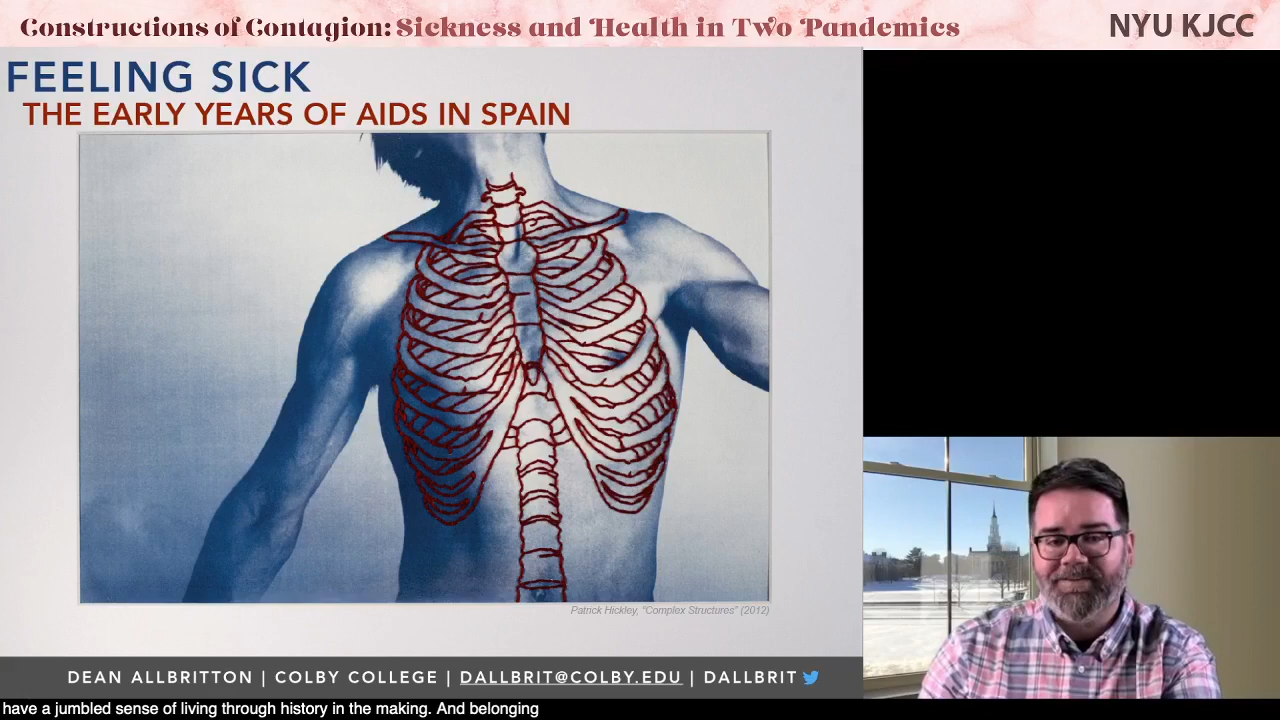 Constructions of Contagion: Sickness and Health in Two Pandemics
NYU KJCC
FEELING SICK
THE EARLY YEARS OF AIDS IN SPAIN
Patrick Hickley, "Complex Structures" (2012)
DEAN ALLBRITTON | COLBY COLLEGE | DALLBRIT@COLBY.EDU | DALLBRIT
have a jumbled sense of living through history in the making. And belonging